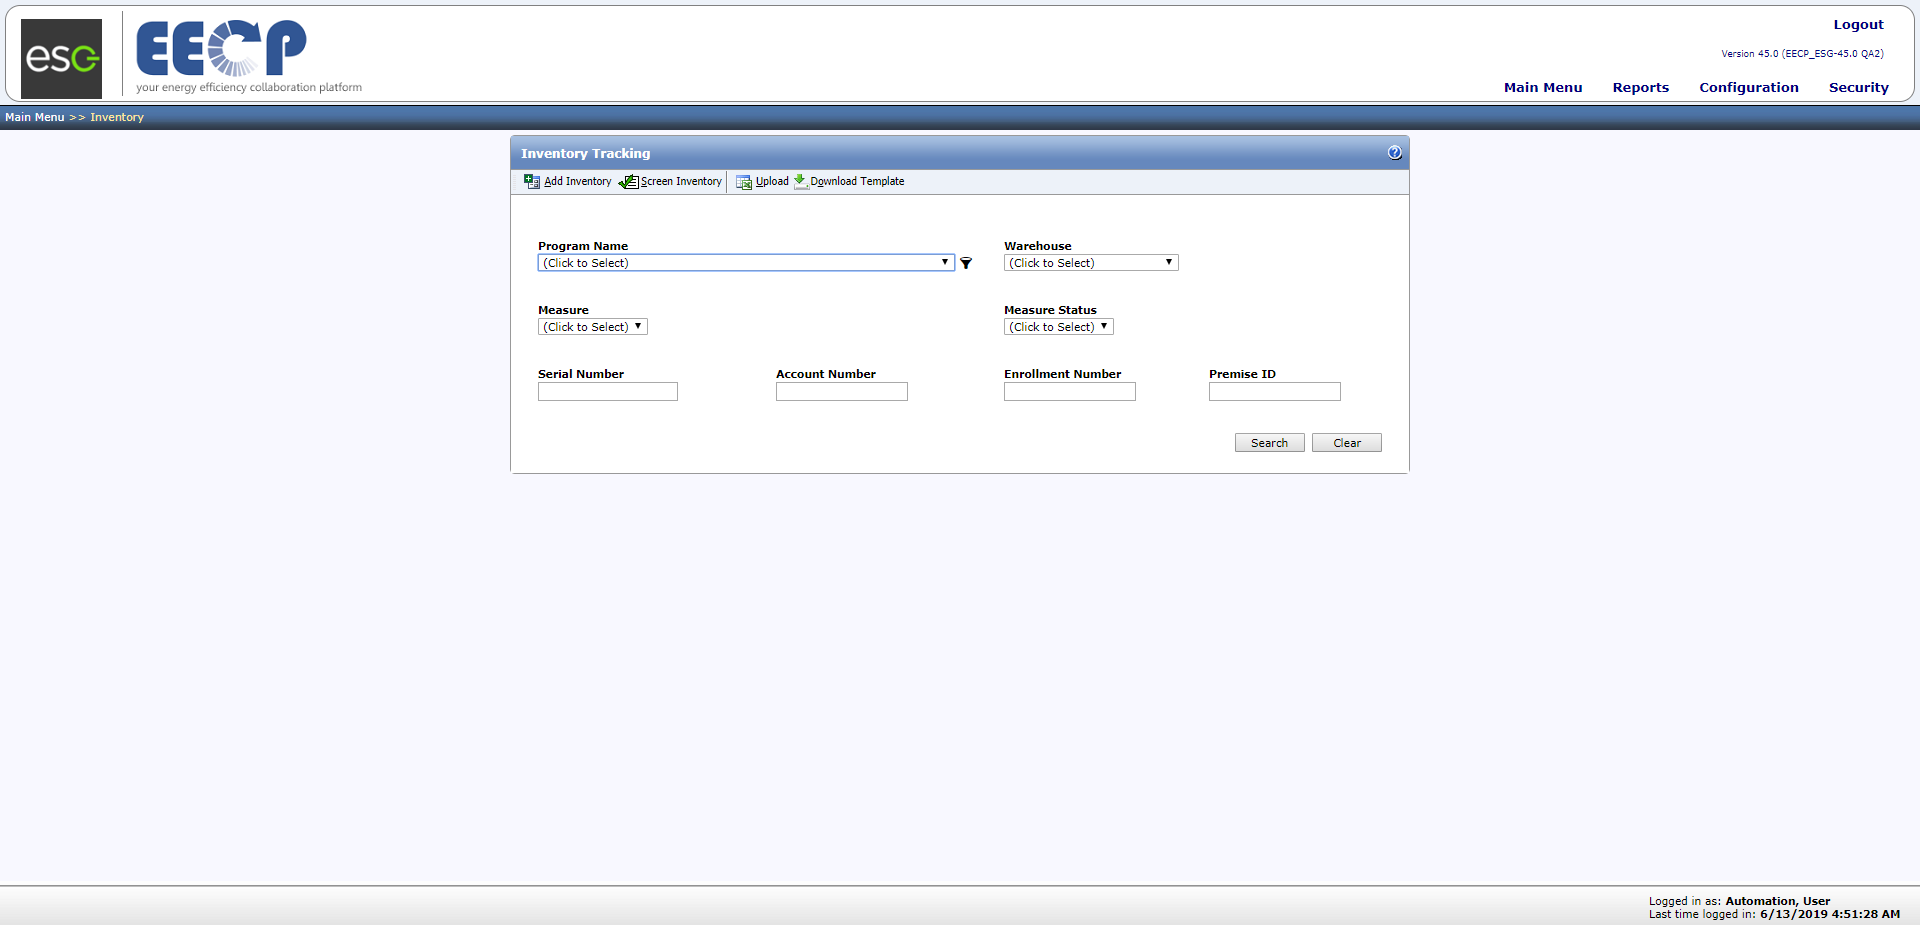 esg
EECP
your energy efficiency collaboration platform
Logout
Version 45.0 (EECP_ESG-45.0 QA2)
Main Menu Reports Configuration Security
Main Menu >> Inventory
Inventory Tracking ?
Add Inventory Screen Inventory Upload Download Template
Program Name Warehouse
(Click to Select) (Click to Select)
Measure Measure Status
(Click to Select) (Click to Select)
Serial Number Account Number Enrollment Number Premise ID
Search Clear
Logged in as: Automation, User
Last time logged in: 6/13/2019 4:51:28 AM